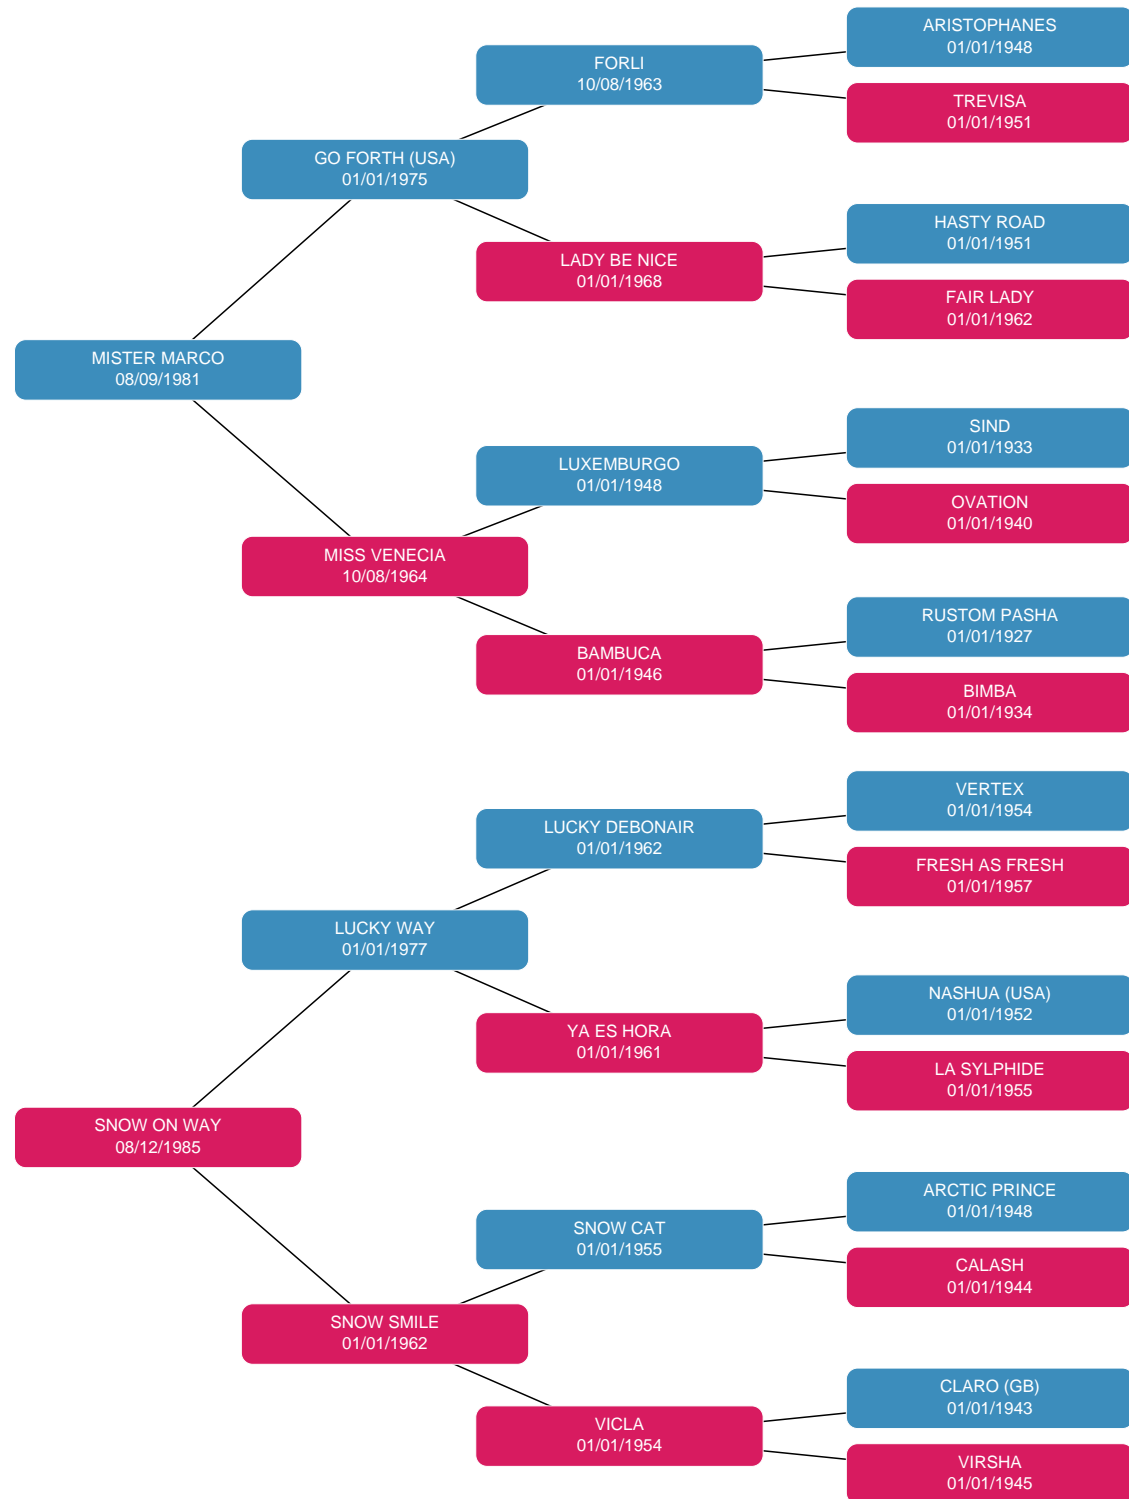 ARISTOPHANES
01/01/1948
FORLI
10/08/1963
TREVISA
01/01/1951
GO FORTH (USA)
01/01/1975
HASTY ROAD
01/01/1951
LADY BE NICE
01/01/1968
FAIR LADY
01/01/1962
MISTER MARCO
08/09/1981
SIND
01/01/1933
LUXEMBURGO
01/01/1948
OVATION
01/01/1940
MISS VENECIA
10/08/1964
RUSTOM PASHA
01/01/1927
BAMBUCA
01/01/1946
BIMBA
01/01/1934
VERTEX
01/01/1954
LUCKY DEBONAIR
01/01/1962
FRESH AS FRESH
01/01/1957
LUCKY WAY
01/01/1977
NASHUA (USA)
01/01/1952
YA ES HORA
01/01/1961
LA SYLPHIDE
01/01/1955
SNOW ON WAY
08/12/1985
ARCTIC PRINCE
01/01/1948
SNOW CAT
01/01/1955
CALASH
01/01/1944
SNOW SMILE
01/01/1962
CLARO (GB)
01/01/1943
VICLA
01/01/1954
VIRSHA
01/01/1945